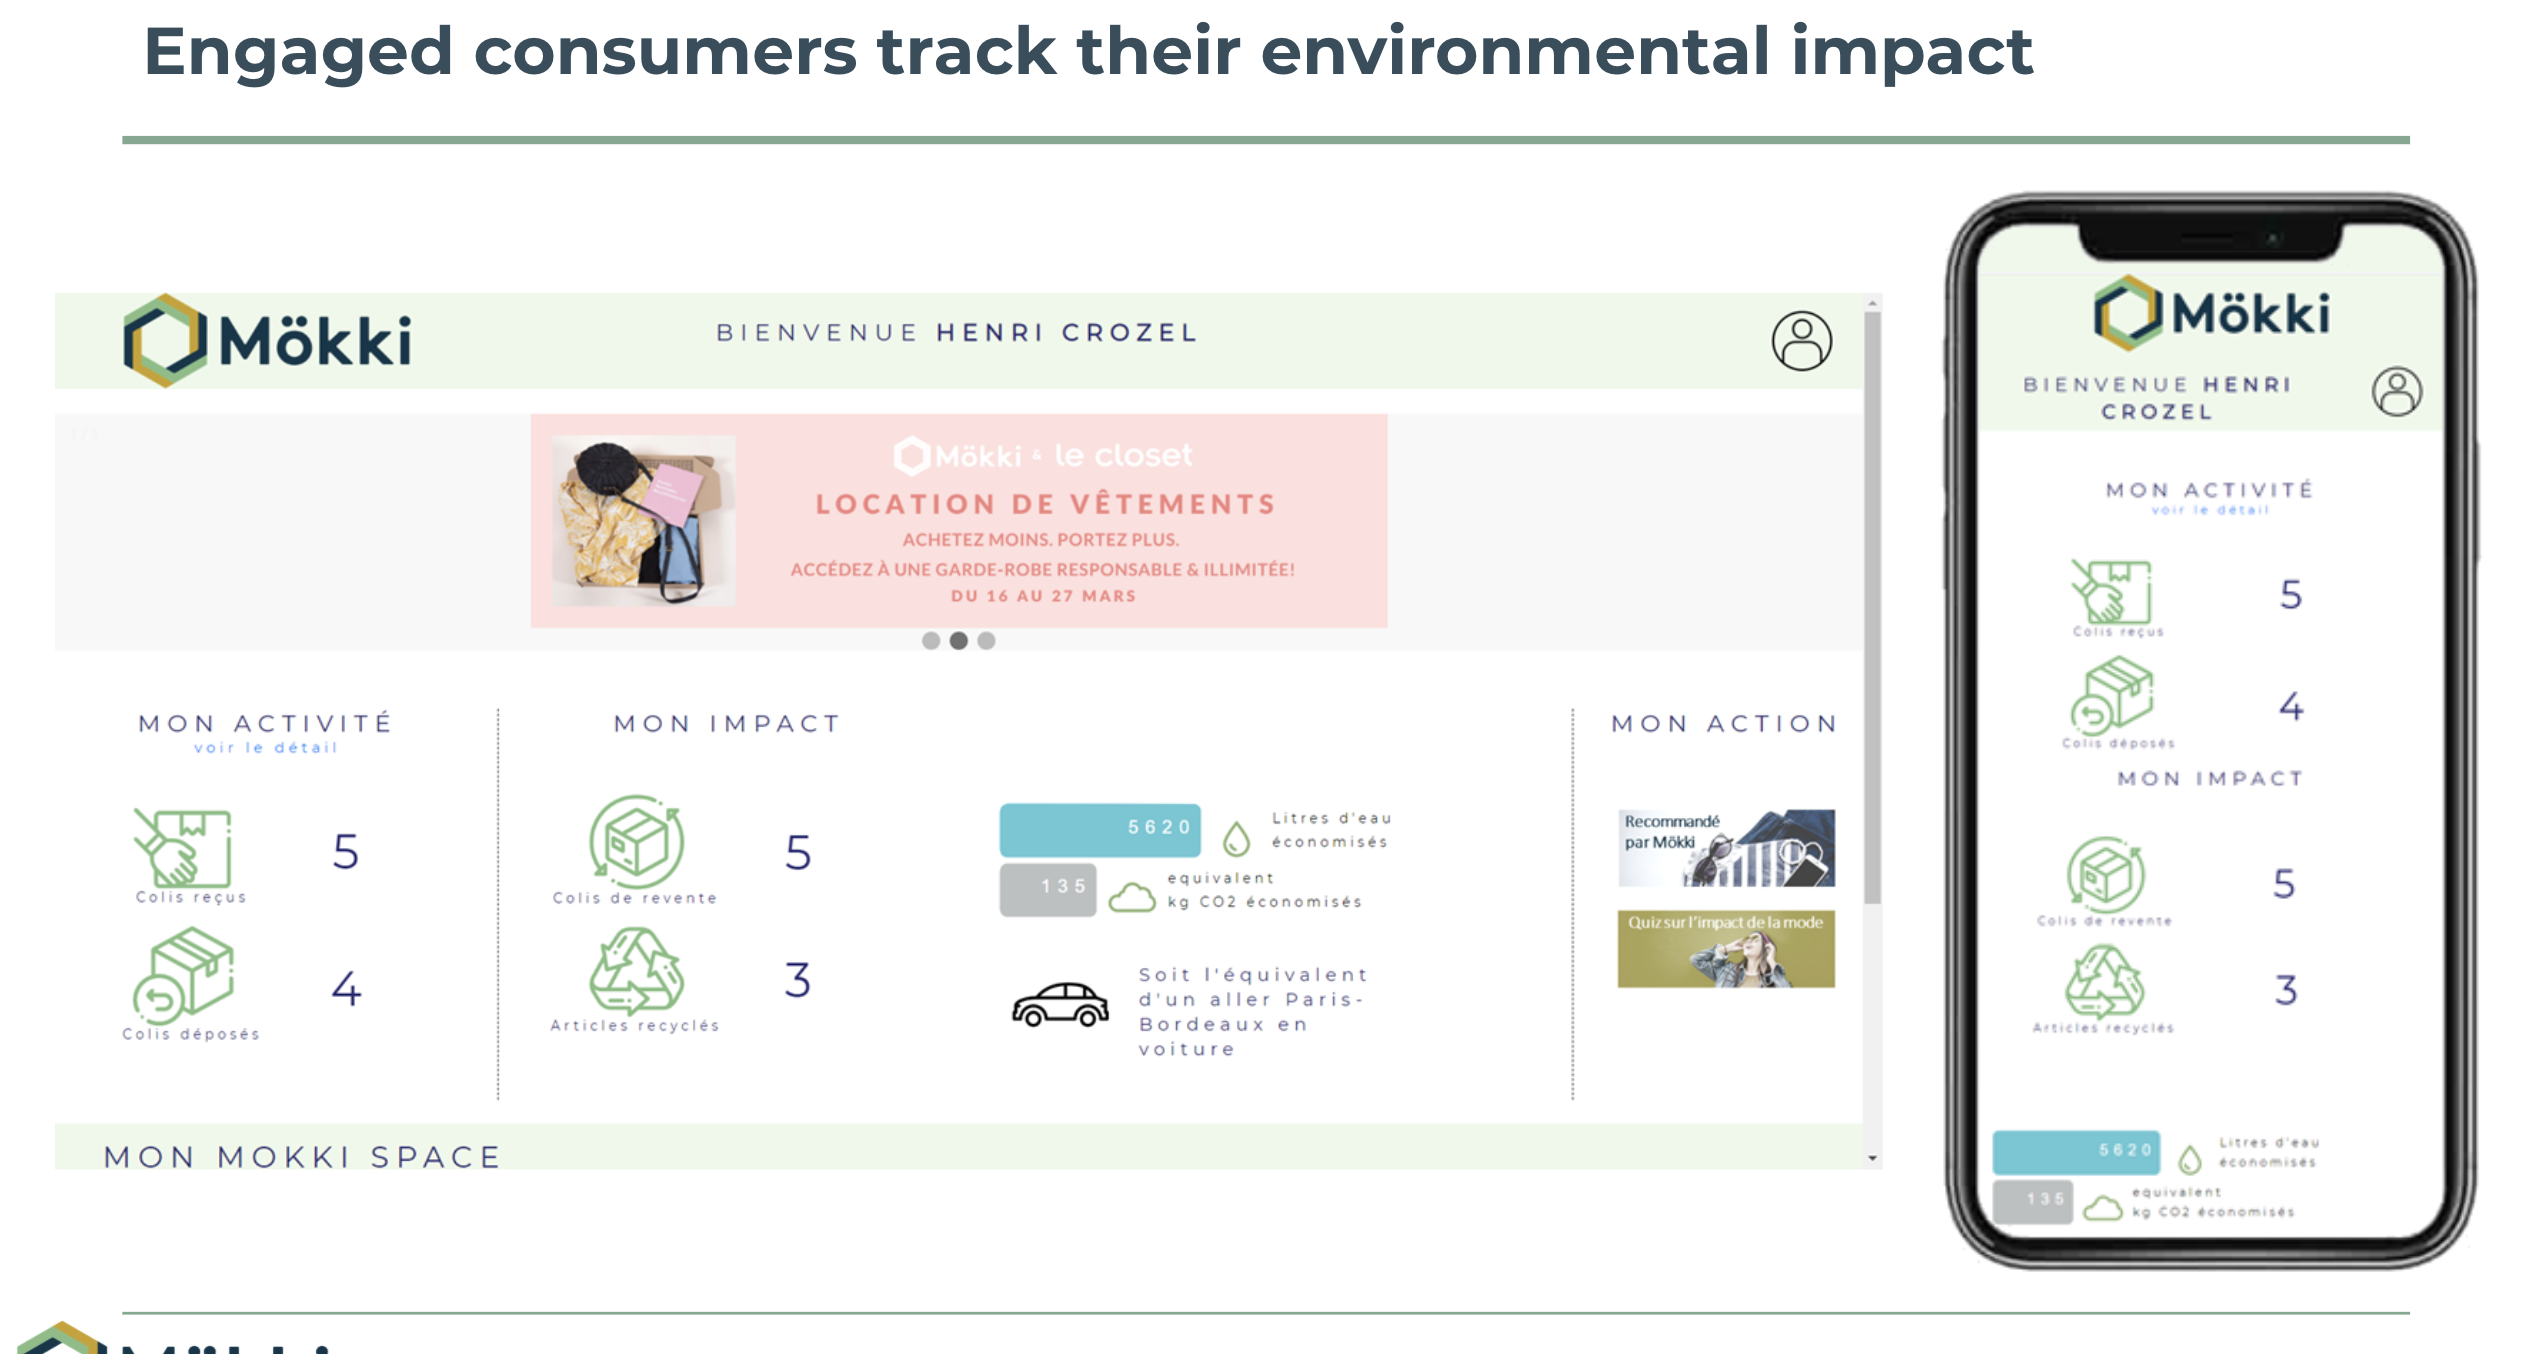 Engaged consumers track their environmental impact
Mökki
BIENVENUE HENRI CROZEL
Mökki & le closet
LOCATION DE VÊTEMENTS
ACHETEZ MOINS. PORTEZ PLUS.
ACCÉDEZ À UNE GARDE-ROBE RESPONSABLE & ILLIMITÉE!
DU 16 AU 27 MARS
MON ACTIVITÉ
voir le détail
5
Colis reçus
4
Colis déposés
MON IMPACT
5
Colis de revente
3
Articles recyclés
5620
Litres d'eau
économisés
135
equivalent
kg CO2 économisés
Soit l'équivalent
d'un aller Paris-
Bordeaux en
voiture
MON ACTION
Recommandé
par Mökki
Quiz sur l'impact de la mode
MON MOKKI SPACE
Mökki
BIENVENUE HENRI
CROZEL
MON ACTIVITÉ
voir le détail
5
Colis reçus
4
Colis déposés
MON IMPACT
5
Colis de revente
3
Articles recyclés
5620
Litres d'eau
économisés
135
equivalent
kg CO2 économisés